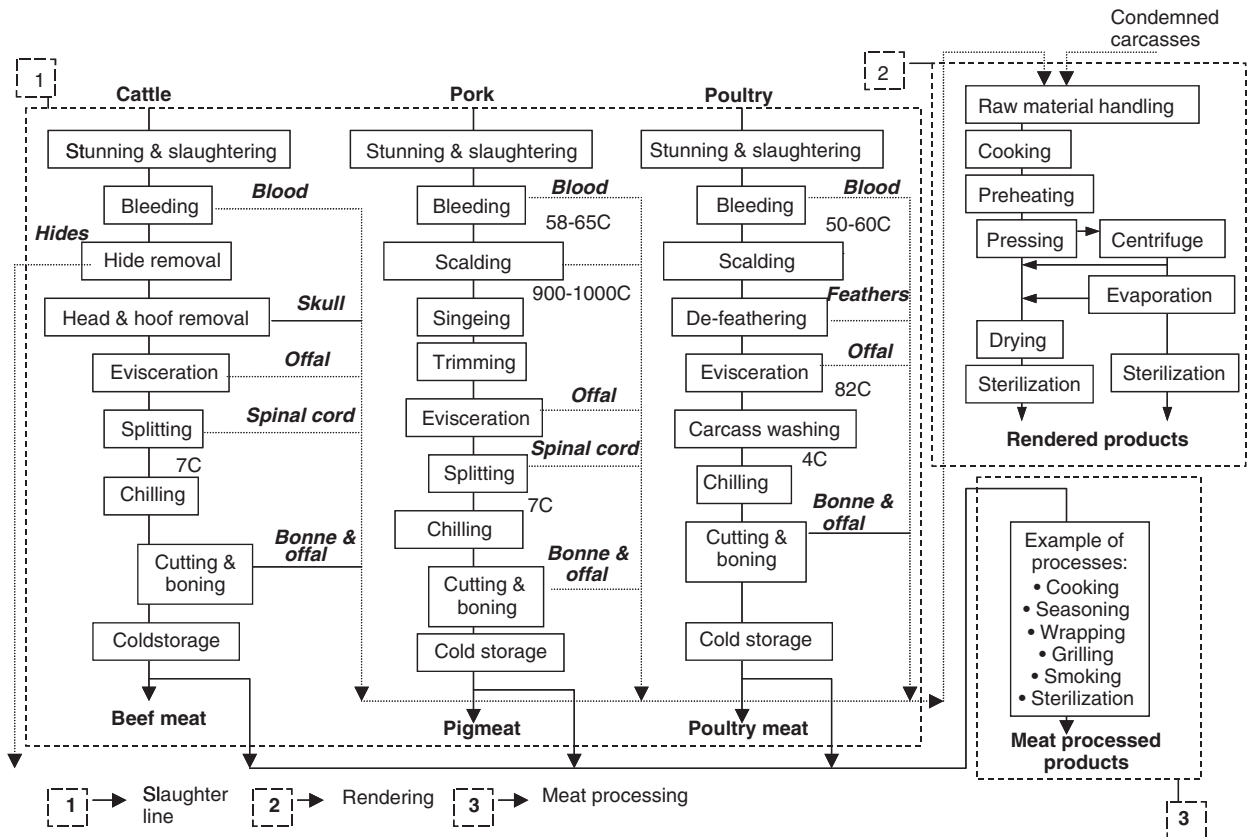 Condemned
carcasses
1
Cattle
Stunning & slaughtering
Bleeding
Blood
Hides
Hide removal
Head & hoof removal
Skull
Evisceration
Offal
Splitting
Spinal cord
7C
Chilling
Cutting &
boning
Bonne &
offal
Coldstorage
Beef meat
Pork
Stunning & slaughtering
Bleeding
Blood
58-65C
Scalding
900-1000C
Singeing
Trimming
Evisceration
Offal
Splitting
Spinal cord
7C
Chilling
Cutting &
boning
Bonne &
offal
Cold storage
Pigmeat
Poultry
Stunning & slaughtering
Bleeding
Blood
50-60C
Scalding
De-feathering
Feathers
Evisceration
Offal
82C
Carcass washing
4C
Chilling
Cutting &
boning
Bonne &
offal
Cold storage
Poultry meat
2
Raw material handling
Cooking
Preheating
Pressing
Centrifuge
Evaporation
Drying
Sterilization
Sterilization
Rendered products
Example of
processes:
• Cooking
• Seasoning
• Wrapping
• Grilling
• Smoking
• Sterilization
Meat processed
products
3
1 Slaughter
line
2 Rendering
3 Meat processing